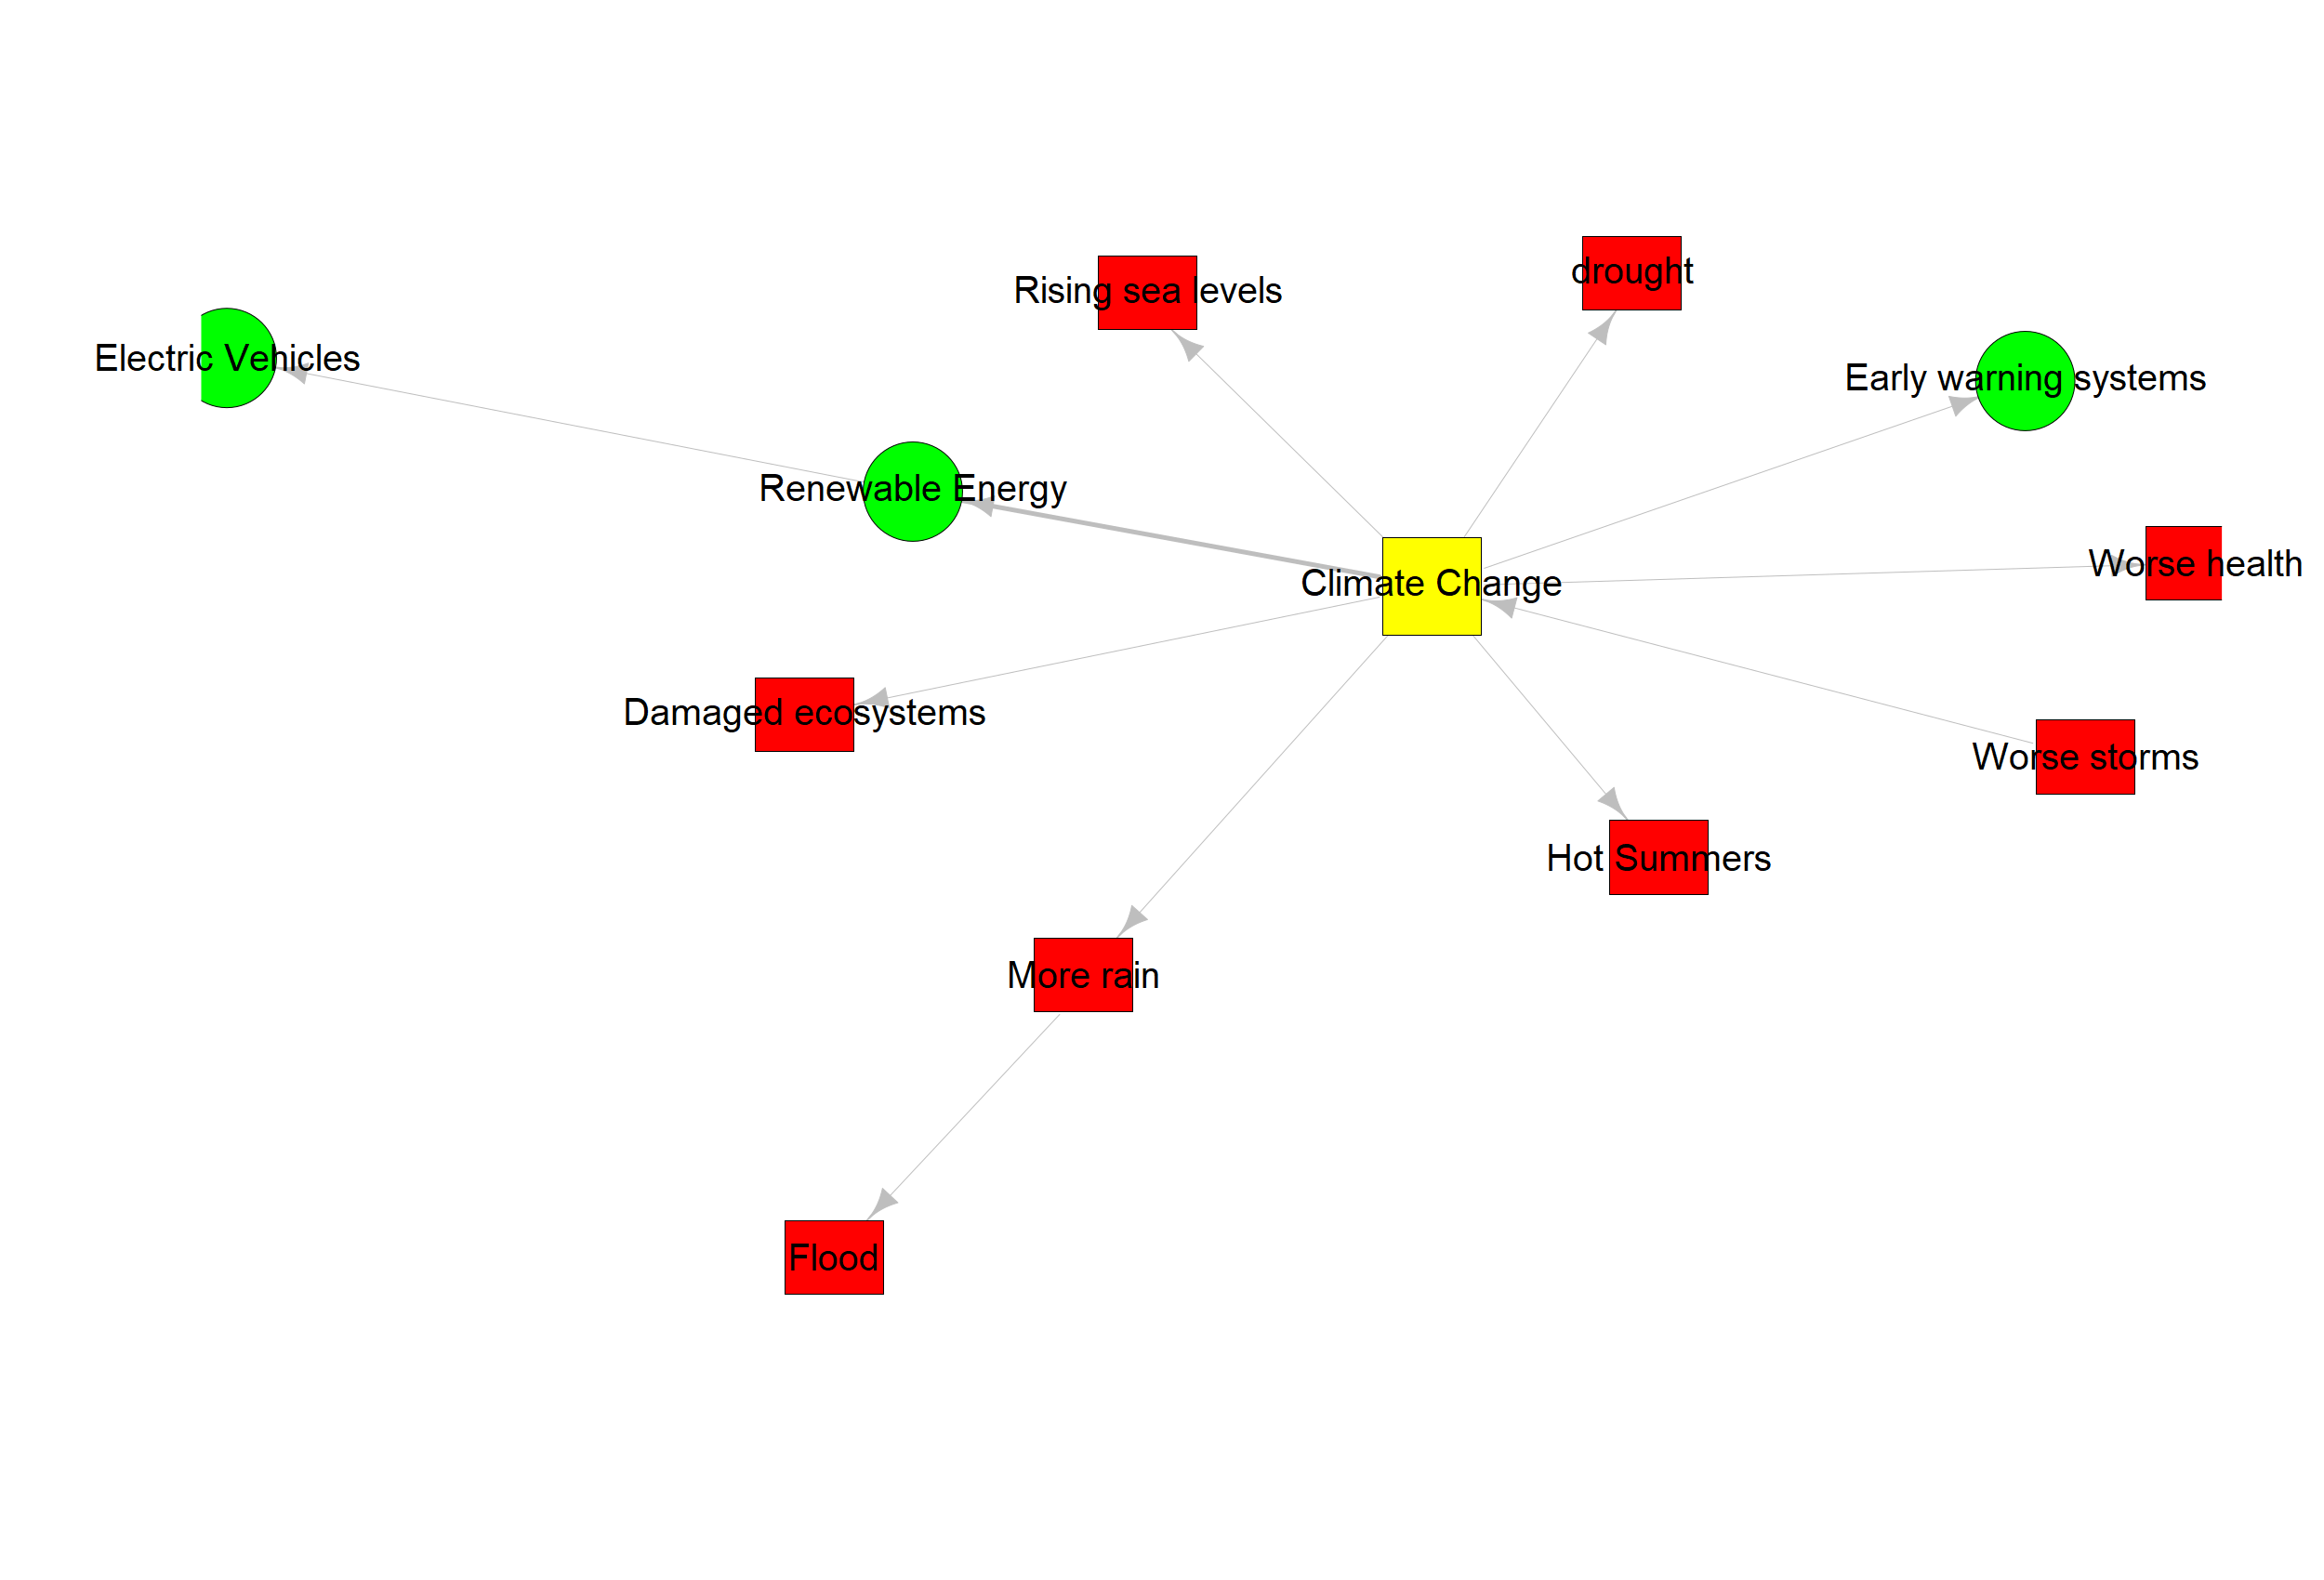 drought
Rising sea levels
Electric Vehicles
Early warning systems
Renewable Energy
Worse health
Climate Change
Damaged ecosystems
Worse storms
Hot Summers
More rain
Flood